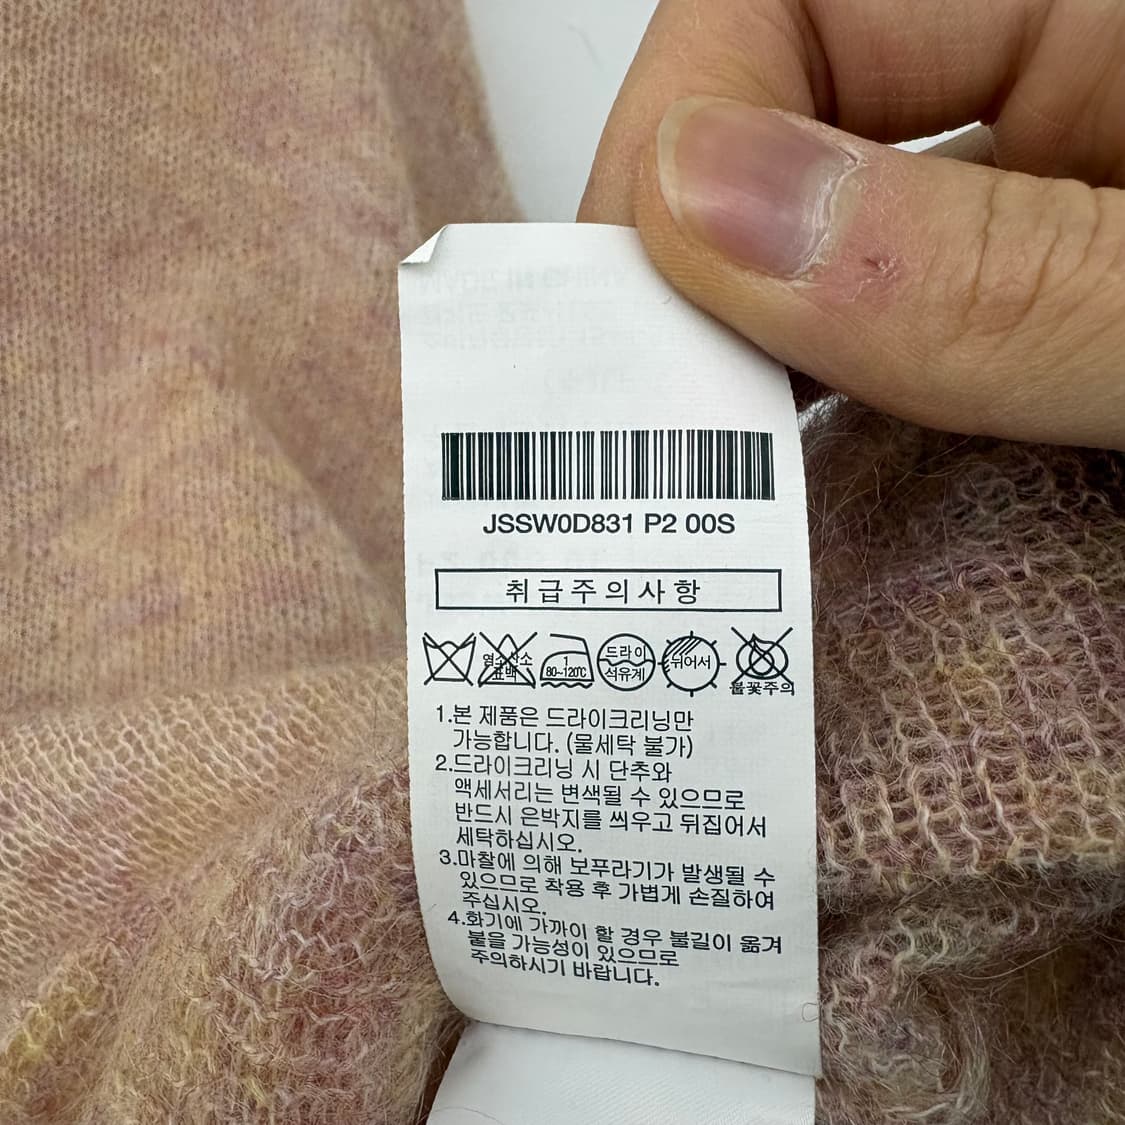 JSSW0D831 P2 00S
취급주의사항
염소산소 표백
1 80~120℃
드라이 석유계
뉘어서
불꽃주의
1.본 제품은 드라이크리닝만
가능합니다. (물세탁 불가)
2.드라이크리닝 시 단추와
액세서리는 변색될 수 있으므로
반드시 은박지를 씌우고 뒤집어서
세탁하십시오.
3.마찰에 의해 보푸라기가 발생될 수
있으므로 착용 후 가볍게 손질하여
주십시오.
4.화기에 가까이 할 경우 불길이 옮겨
붙을 가능성이 있으므로
주의하시기 바랍니다.